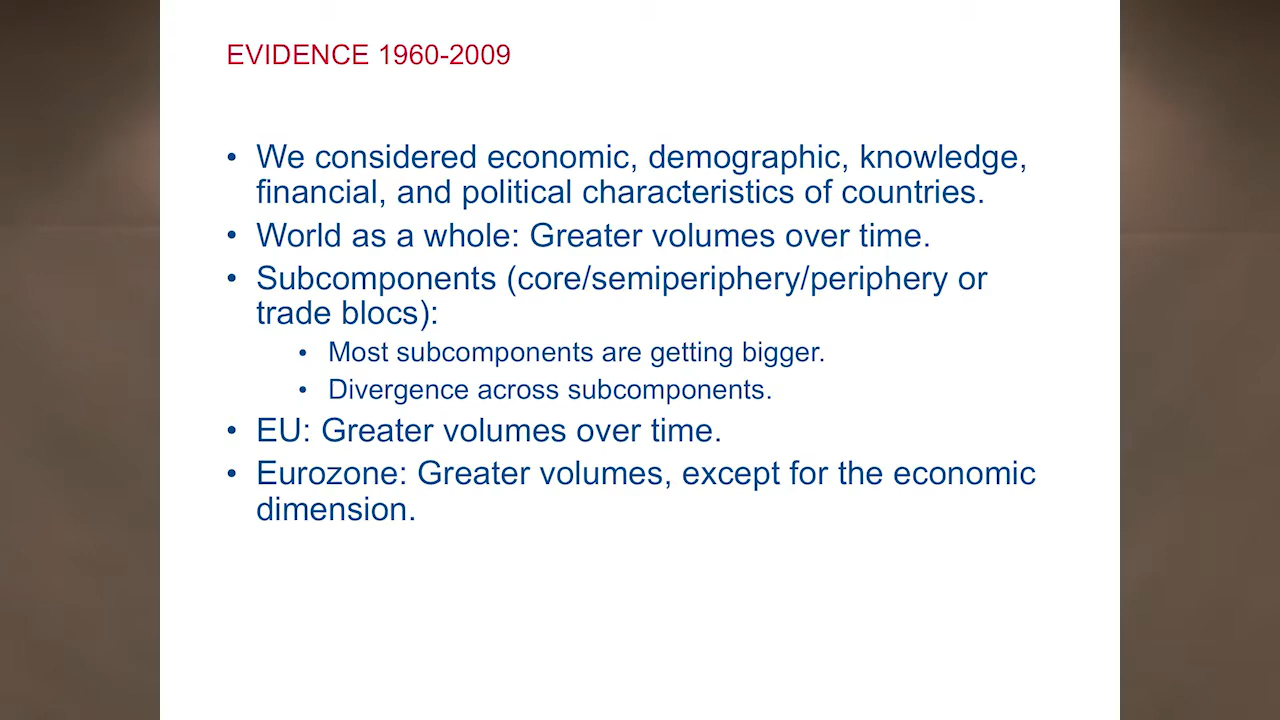 EVIDENCE 1960-2009
• We considered economic, demographic, knowledge,
financial, and political characteristics of countries.
• World as a whole: Greater volumes over time.
• Subcomponents (core/semiperiphery/periphery or
trade blocs):
• Most subcomponents are getting bigger.
• Divergence across subcomponents.
• EU: Greater volumes over time.
• Eurozone: Greater volumes, except for the economic
dimension.